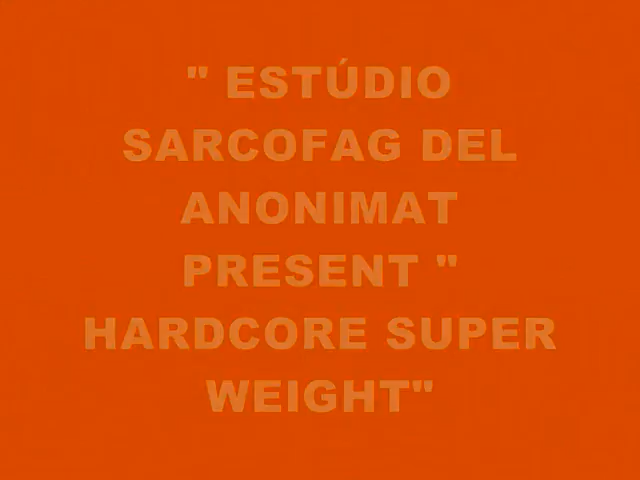 " ESTÚDIO
SARCOFAG DEL
ANONIMAT
PRESENT "
HARDCORE SUPER
WEIGHT"